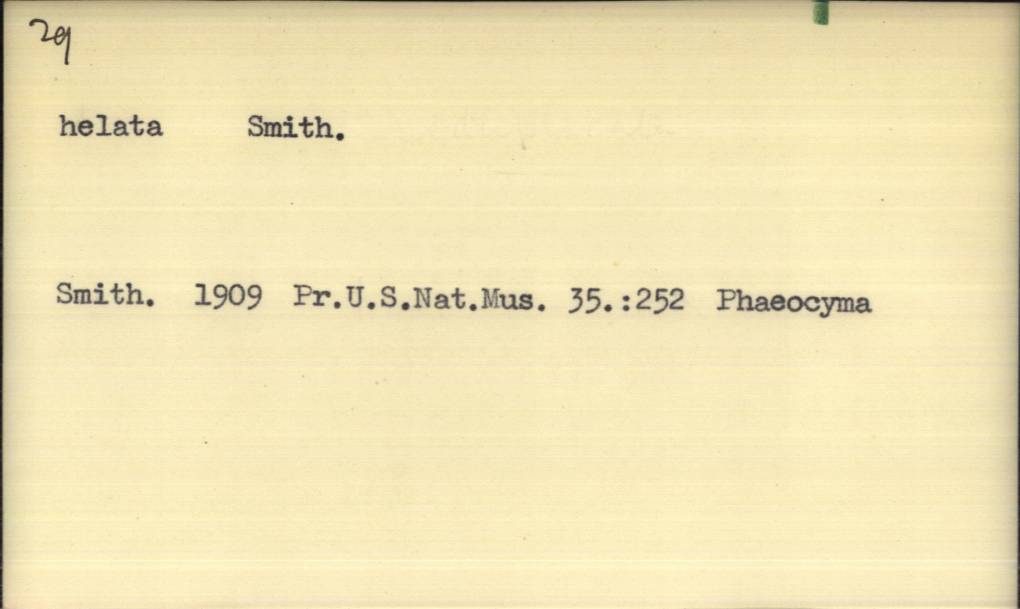 29
helata Smith.
Smith. 1909 Pr.U.S.Nat.Mus. 35.:252 Phaeocyma